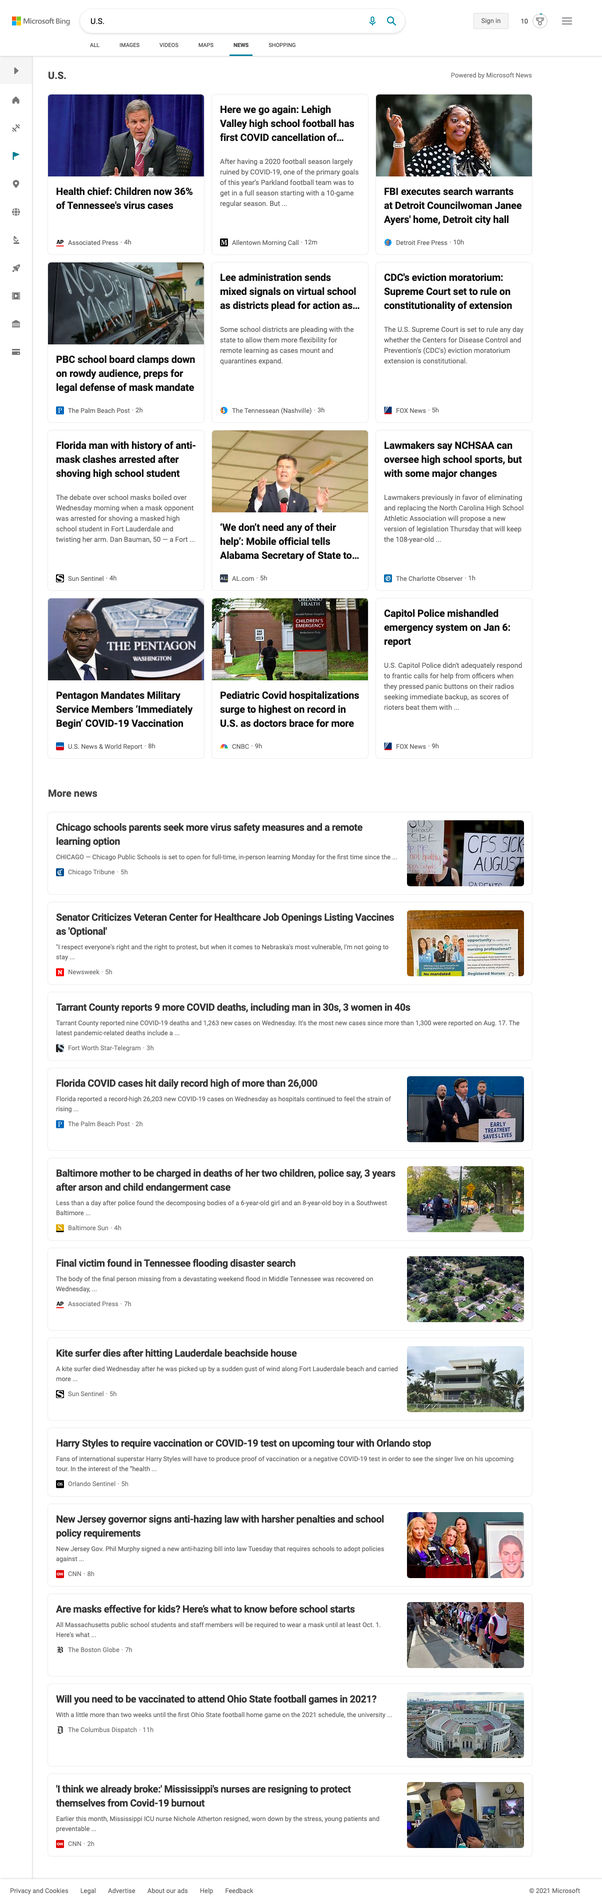 Microsoft Bing
U.S.
Sign in
10
ALL
IMAGES
VIDEOS
MAPS
NEWS
SHOPPING
U.S.
Powered by Microsoft News
Health chief: Children now 36%
of Tennessee's virus cases
AP Associated Press · 4h
Here we go again: Lehigh
Valley high school football has
first COVID cancellation of...
After having a 2020 football season largely
ruined by COVID-19, one of the primary goals
of this year's Parkland football team was to
get in a full season starting with a 10-game
regular season. But ...
Allentown Morning Call · 12m
FBI executes search warrants
at Detroit Councilwoman Janee
Ayers' home, Detroit city hall
Detroit Free Press · 10h
NO DIY
MASK
PBC school board clamps down
on rowdy audience, preps for
legal defense of mask mandate
The Palm Beach Post · 2h
Lee administration sends
mixed signals on virtual school
as districts plead for action as...
Some school districts are pleading with the
state to allow them more flexibility for
remote learning as cases mount and
quarantines expand.
The Tennessean (Nashville) · 3h
CDC's eviction moratorium:
Supreme Court set to rule on
constitutionality of extension
The U.S. Supreme Court is set to rule any day
whether the Centers for Disease Control and
Prevention's (CDC's) eviction moratorium
extension is constitutional.
FOX News · 5h
Florida man with history of anti-
mask clashes arrested after
shoving high school student
The debate over school masks boiled over
Wednesday morning when a mask opponent
was arrested for shoving a masked high
school student in Fort Lauderdale and
twisting her arm. Dan Bauman, 50 — a Fort ...
Sun Sentinel · 4h
'We don't need any of their
help': Mobile official tells
Alabama Secretary of State to...
AL.com · 5h
Lawmakers say NCHSAA can
oversee high school sports, but
with some major changes
Lawmakers previously in favor of eliminating
and replacing the North Carolina High School
Athletic Association will propose a new
version of legislation Thursday that will keep
the 108-year-old ...
The Charlotte Observer · 1h
THE PENTAGON
WASHINGTON
Pentagon Mandates Military
Service Members 'Immediately
Begin' COVID-19 Vaccination
U.S. News & World Report · 8h
HEALTH
CHILDREN'S
EMERGENCY
Pediatric Covid hospitalizations
surge to highest on record in
U.S. as doctors brace for more
CNBC · 9h
Capitol Police mishandled
emergency system on Jan 6:
report
U.S. Capitol Police didn't adequately respond
to frantic calls for help from officers when
they pressed panic buttons on their radios
seeking immediate backup, as scores of
rioters beat them with ...
FOX News · 9h
More news
Chicago schools parents seek more virus safety measures and a remote
learning option
CHICAGO — Chicago Public Schools is set to open for full-time, in-person learning Monday for the first time since the ...
Chicago Tribune · 5h
CPS SICK
AUGUST
Senator Criticizes Veteran Center for Healthcare Job Openings Listing Vaccines
as 'Optional'
"I respect everyone's right and the right to protest, but when it comes to Nebraska's most vulnerable, I'm not going to
stay ...
N Newsweek · 5h
Tarrant County reports 9 more COVID deaths, including man in 30s, 3 women in 40s
Tarrant County reported nine COVID-19 deaths and 1,263 new cases on Wednesday. It's the most new cases since more than 1,300 were reported on Aug. 17. The
latest pandemic-related deaths include a ...
Fort Worth Star-Telegram · 3h
Florida COVID cases hit daily record high of more than 26,000
Florida reported a record-high 26,203 new COVID-19 cases on Wednesday as hospitals continued to feel the strain of
rising ...
The Palm Beach Post · 2h
EARLY
TREATMENT
SAVES LIVES
Baltimore mother to be charged in deaths of her two children, police say, 3 years
after arson and child endangerment case
Less than a day after police found the decomposing bodies of a 6-year-old girl and an 8-year-old boy in a Southwest
Baltimore ...
Baltimore Sun · 4h
Final victim found in Tennessee flooding disaster search
The body of the final person missing from a devastating weekend flood in Middle Tennessee was recovered on
Wednesday, ...
AP Associated Press · 7h
Kite surfer dies after hitting Lauderdale beachside house
A kite surfer died Wednesday after he was picked up by a sudden gust of wind along Fort Lauderdale beach and carried
more ...
Sun Sentinel · 5h
Harry Styles to require vaccination or COVID-19 test on upcoming tour with Orlando stop
Fans of international superstar Harry Styles will have to produce proof of vaccination or a negative COVID-19 test in order to see the singer live on his upcoming
tour. In the interest of the "health ...
OS Orlando Sentinel · 5h
New Jersey governor signs anti-hazing law with harsher penalties and school
policy requirements
New Jersey Gov. Phil Murphy signed a new anti-hazing bill into law Tuesday that requires schools to adopt policies
against ...
CNN CNN · 8h
Are masks effective for kids? Here's what to know before school starts
All Massachusetts public school students and staff members will be required to wear a mask until at least Oct. 1.
Here's what ...
The Boston Globe · 7h
Will you need to be vaccinated to attend Ohio State football games in 2021?
With a little more than two weeks until the first Ohio State football home game on the 2021 schedule, the university ...
The Columbus Dispatch · 11h
'I think we already broke:' Mississippi's nurses are resigning to protect
themselves from Covid-19 burnout
Earlier this month, Mississippi ICU nurse Nichole Atherton resigned, worn down by the stress, young patients and
preventable ...
CNN CNN · 2h
Privacy and Cookies
Legal
Advertise
About our ads
Help
Feedback
© 2021 Microsoft